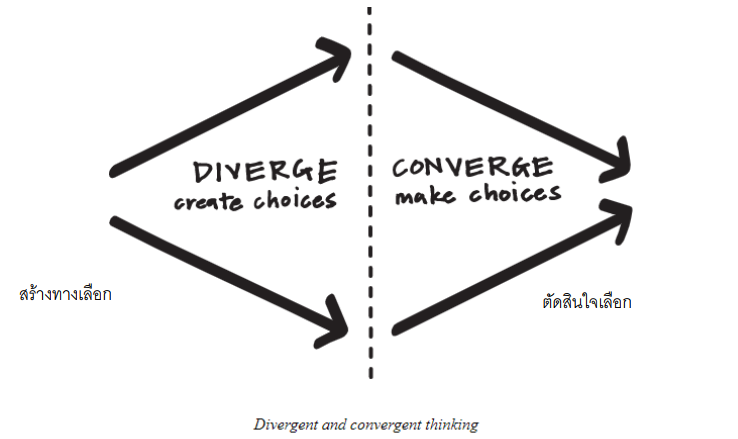 DIVERGE
create choices
CONVERGE
make choices
สร้างทางเลือก
ตัดสินใจเลือก
Divergent and convergent thinking